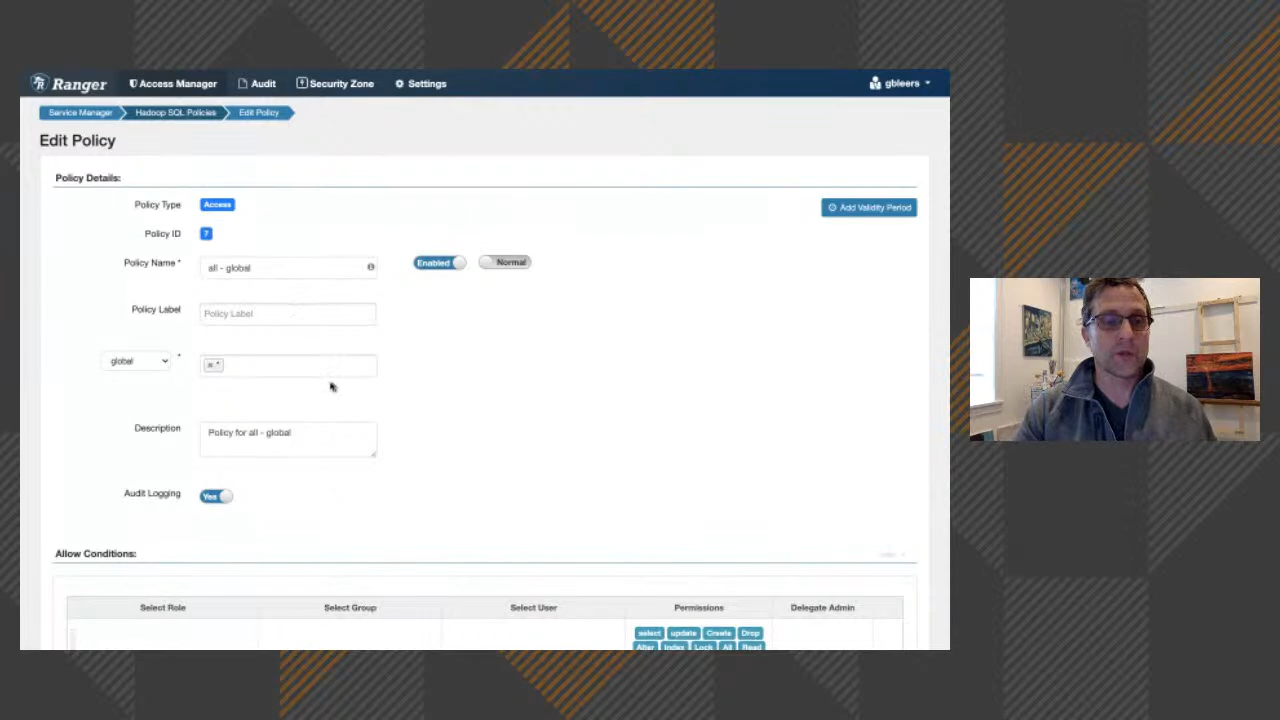 Ranger Access Manager Audit Security Zone Settings gbleers
Service Manager Hadoop SQL Policies Edit Policy
Edit Policy
Policy Details:
Policy Type Access Add Validity Period
Policy ID 7
Policy Name * all - global Enabled Normal
Policy Label Policy Label
global * × *
Description Policy for all - global
Audit Logging Yes
Allow Conditions:
Select Role Select Group Select User Permissions Delegate Admin
select update Create Drop
Alter Index Lock All Read